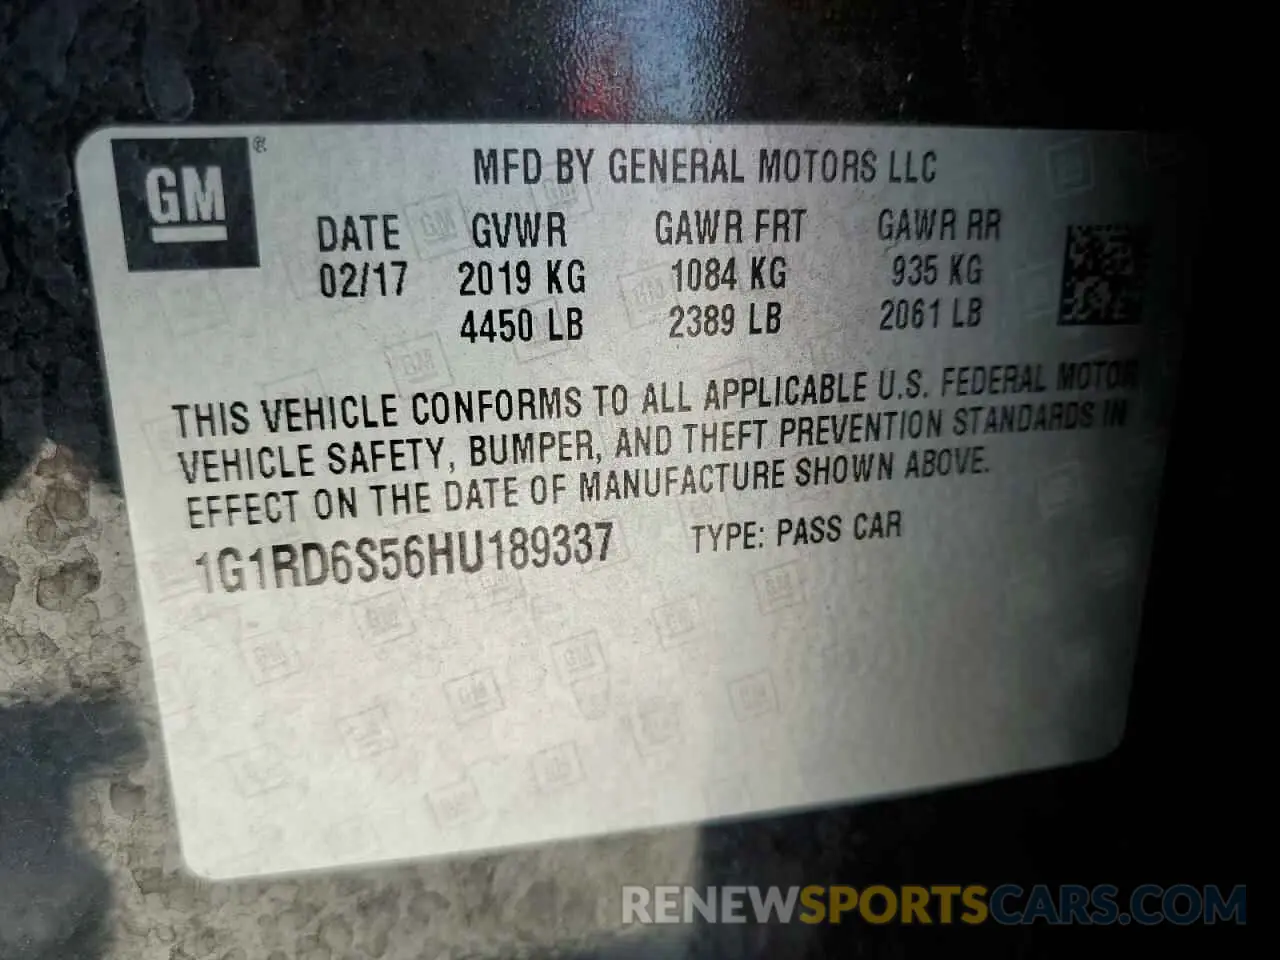 GM ®
MFD BY GENERAL MOTORS LLC
DATE GVWR GAWR FRT GAWR RR
02/17 2019 KG 1084 KG 935 KG
4450 LB 2389 LB 2061 LB
THIS VEHICLE CONFORMS TO ALL APPLICABLE U.S. FEDERAL MOTOR
VEHICLE SAFETY, BUMPER, AND THEFT PREVENTION STANDARDS IN
EFFECT ON THE DATE OF MANUFACTURE SHOWN ABOVE.
1G1RD6S56HU189337 TYPE: PASS CAR
RENEWSPORTSCARS.COM